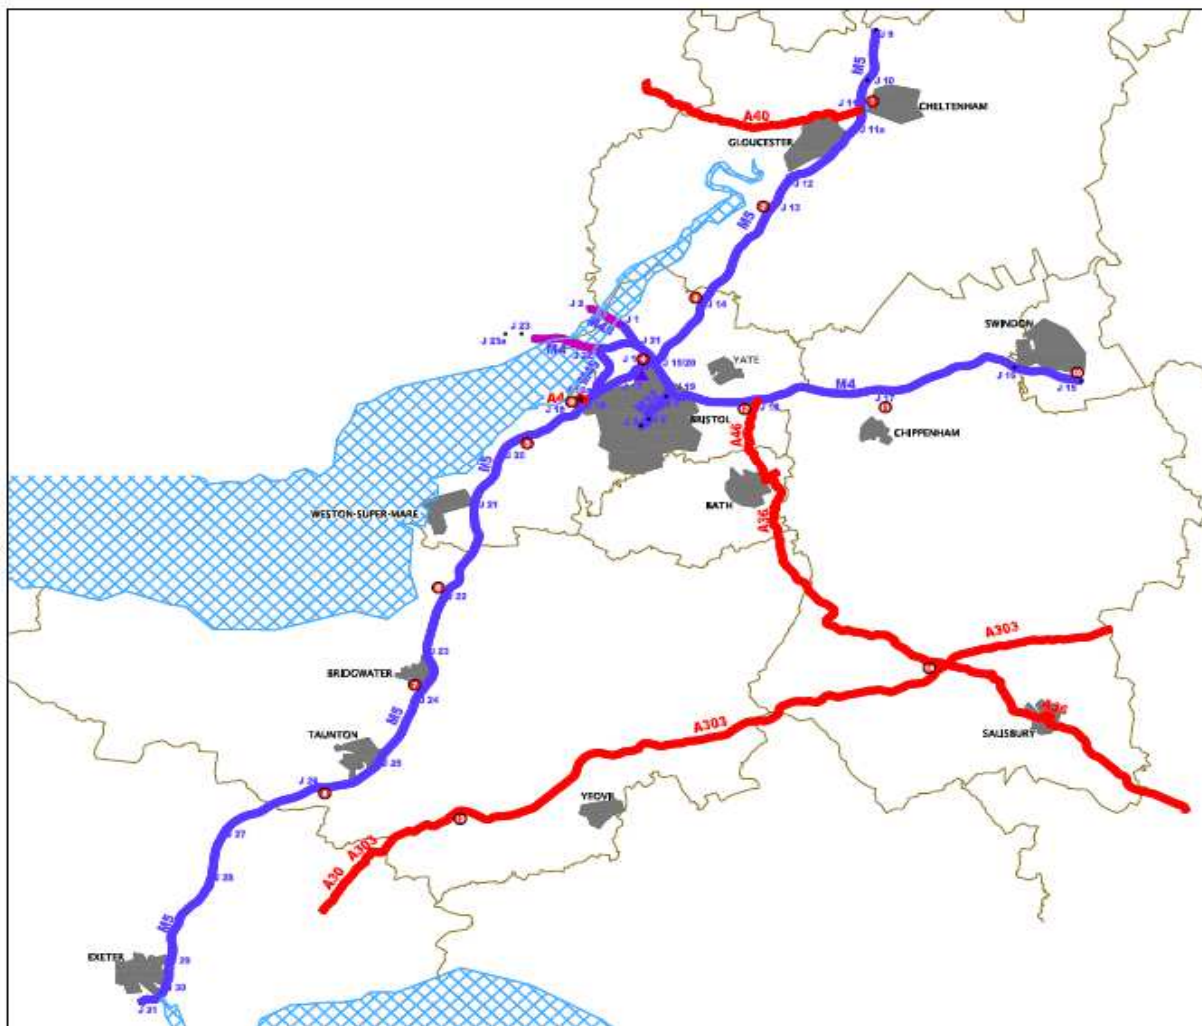 J 9
M5
J 10
J 11
CHELTENHAM
A40
GLOUCESTER
J 11a
J 12
J 13
M5
J 14
J 2
J 1
J 23
J 23a
M4
J 21
J 15/20
YATE
SWINDON
J 15
J 19
M4
A4
J 18
J 17
BRISTOL
CHIPPENHAM
A46
M5
J 20
J 21
WESTON-SUPER-MARE
BATH
A36
J 22
A303
J 23
BRIDGWATER
J 24
M5
A303
A36
SALISBURY
TAUNTON
J 25
J 26
YEOVIL
J 27
A303
A30
J 28
M5
EXETER
J 29
J 30
J 31